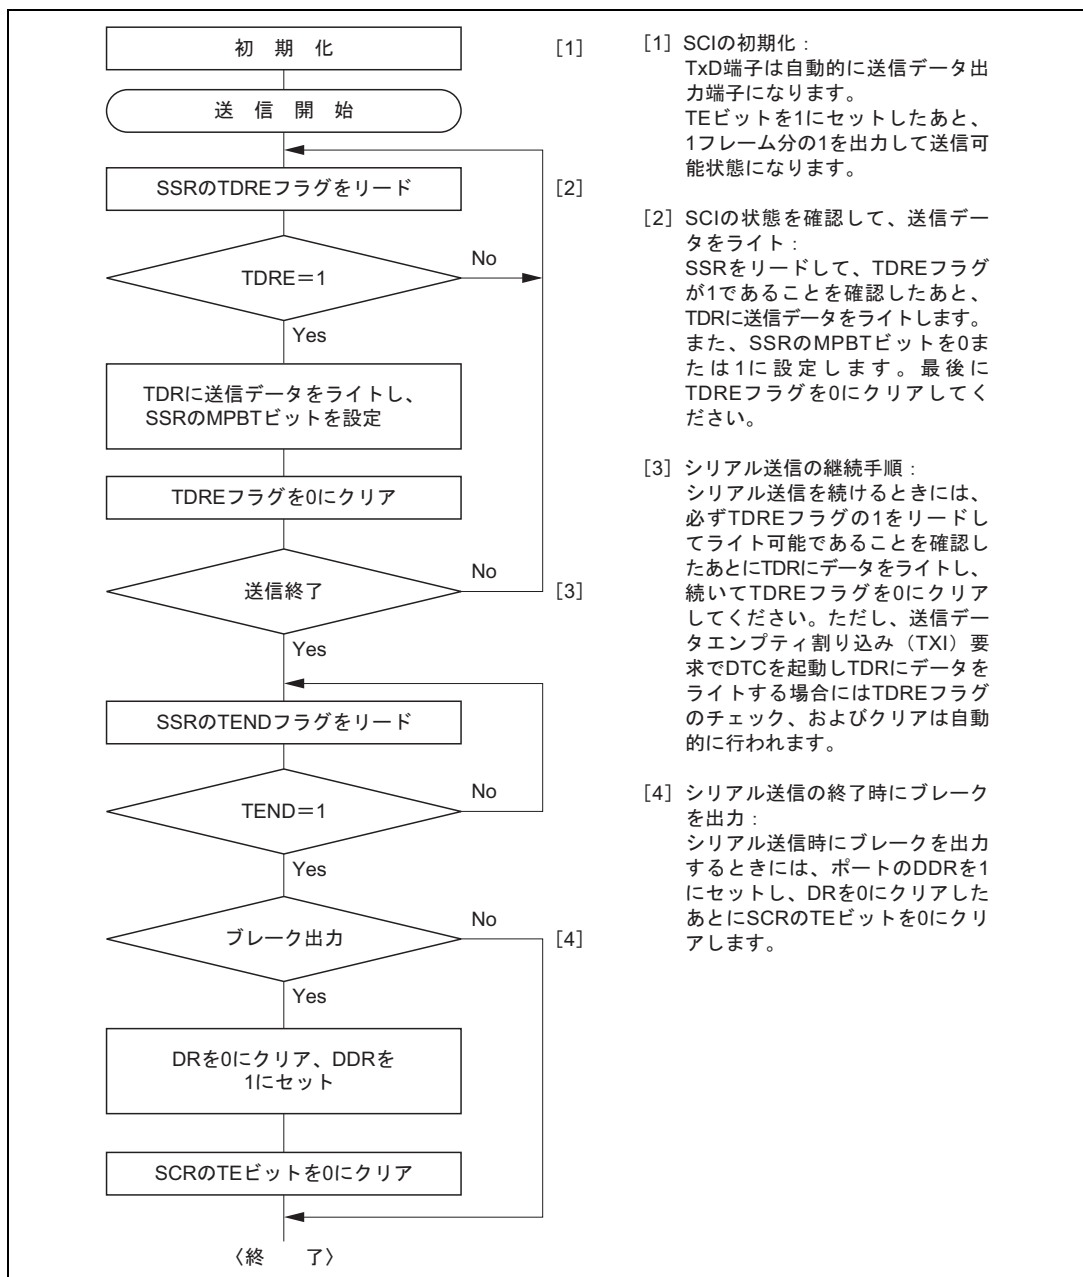 初 期 化
[1]
送 信 開 始
SSRのTDREフラグをリード
[2]
TDRE=1
No
Yes
TDRに送信データをライトし、
SSRのMPBTビットを設定
TDREフラグを0にクリア
送信終了
No
[3]
Yes
SSRのTENDフラグをリード
TEND=1
No
Yes
ブレーク出力
No
[4]
Yes
DRを0にクリア、DDRを
1にセット
SCRのTEビットを0にクリア
〈終 了〉
[1] SCIの初期化：
TxD端子は自動的に送信データ出
力端子になります。
TEビットを1にセットしたあと、
1フレーム分の1を出力して送信可
能状態になります。
[2] SCIの状態を確認して、送信デー
タをライト：
SSRをリードして、TDREフラグ
が1であることを確認したあと、
TDRに送信データをライトします。
また、SSRのMPBTビットを0ま
たは1に設定します。最後に
TDREフラグを0にクリアしてく
ださい。
[3] シリアル送信の継続手順：
シリアル送信を続けるときには、
必ずTDREフラグの1をリードし
てライト可能であることを確認し
たあとにTDRにデータをライトし、
続いてTDREフラグを0にクリア
してください。ただし、送信デー
タエンプティ割り込み（TXI）要
求でDTCを起動しTDRにデータを
ライトする場合にはTDREフラグ
のチェック、およびクリアは自動
的に行われます。
[4] シリアル送信の終了時にブレーク
を出力：
シリアル送信時にブレークを出力
するときには、ポートのDDRを1
にセットし、DRを0にクリアした
あとにSCRのTEビットを0にクリ
アします。